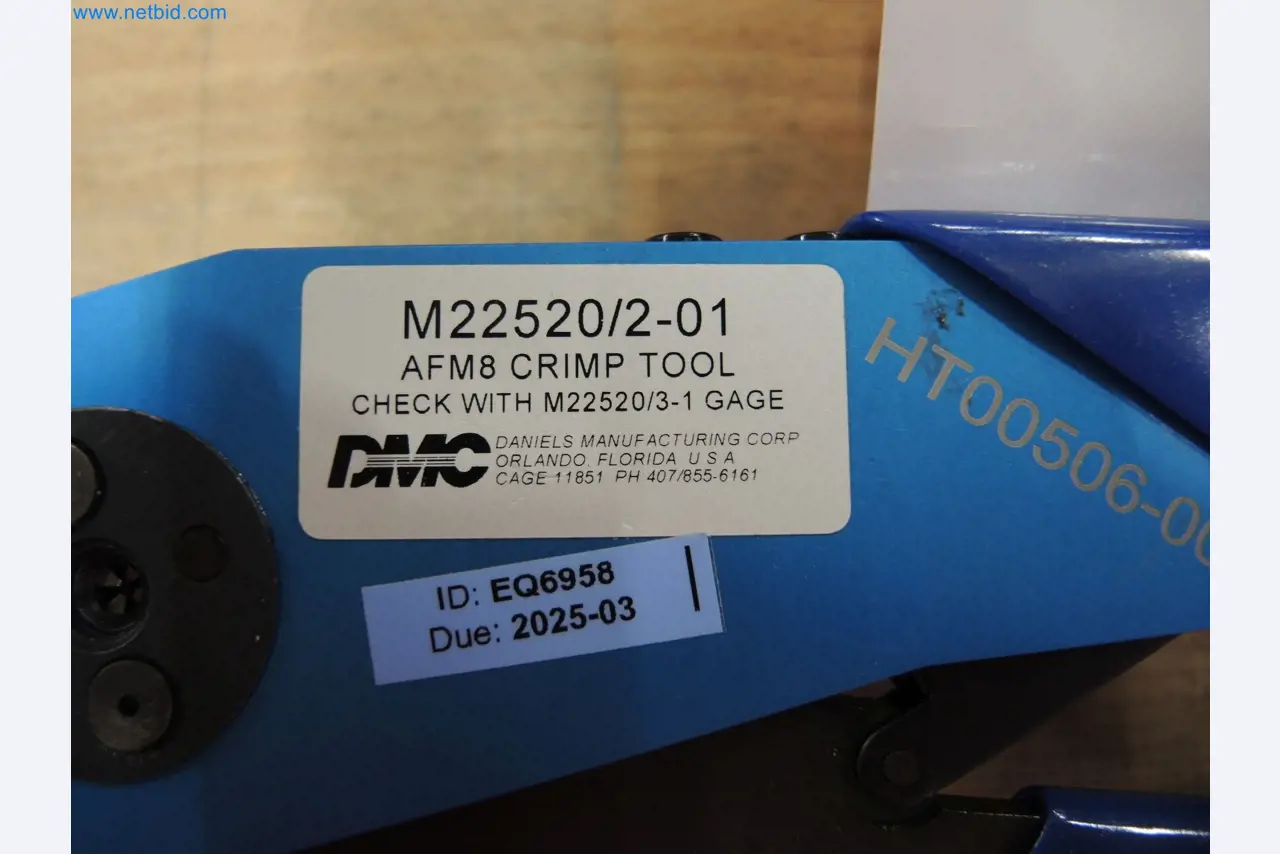 www.netbid.com
M22520/2-01
AFM8 CRIMP TOOL
CHECK WITH M22520/3-1 GAGE
DMC
DANIELS MANUFACTURING CORP
ORLANDO, FLORIDA U S A
CAGE 11851 PH 407/855-6161
HT00506-00
ID: EQ6958
Due: 2025-03